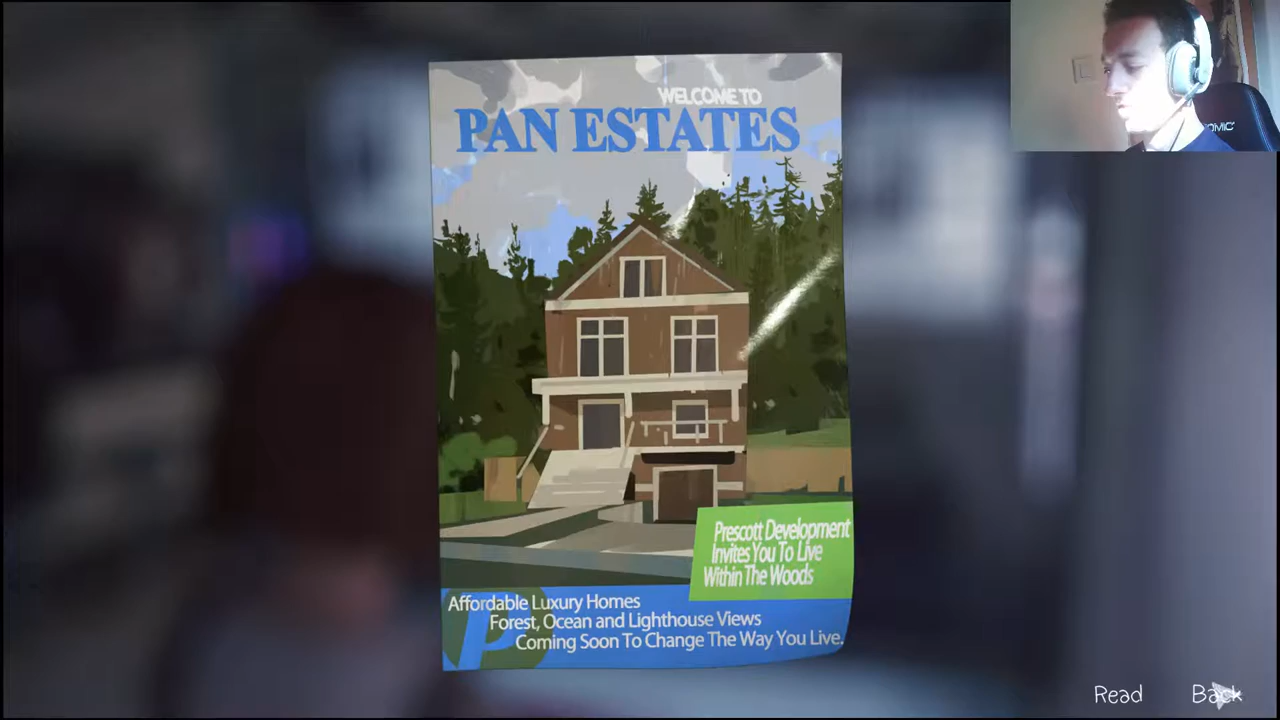 WELCOME TO
PAN ESTATES
Prescott Development
Invites You To Live
Within The Woods
Affordable Luxury Homes
Forest, Ocean and Lighthouse Views
Coming Soon To Change The Way You Live.
P
Read
Back